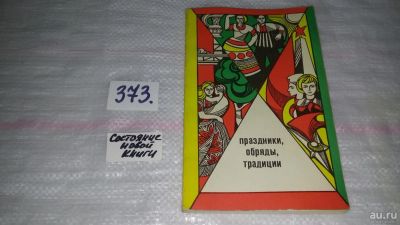 373.
Состояние
новой
книги
праздники,
обряды,
традиции
au.ru